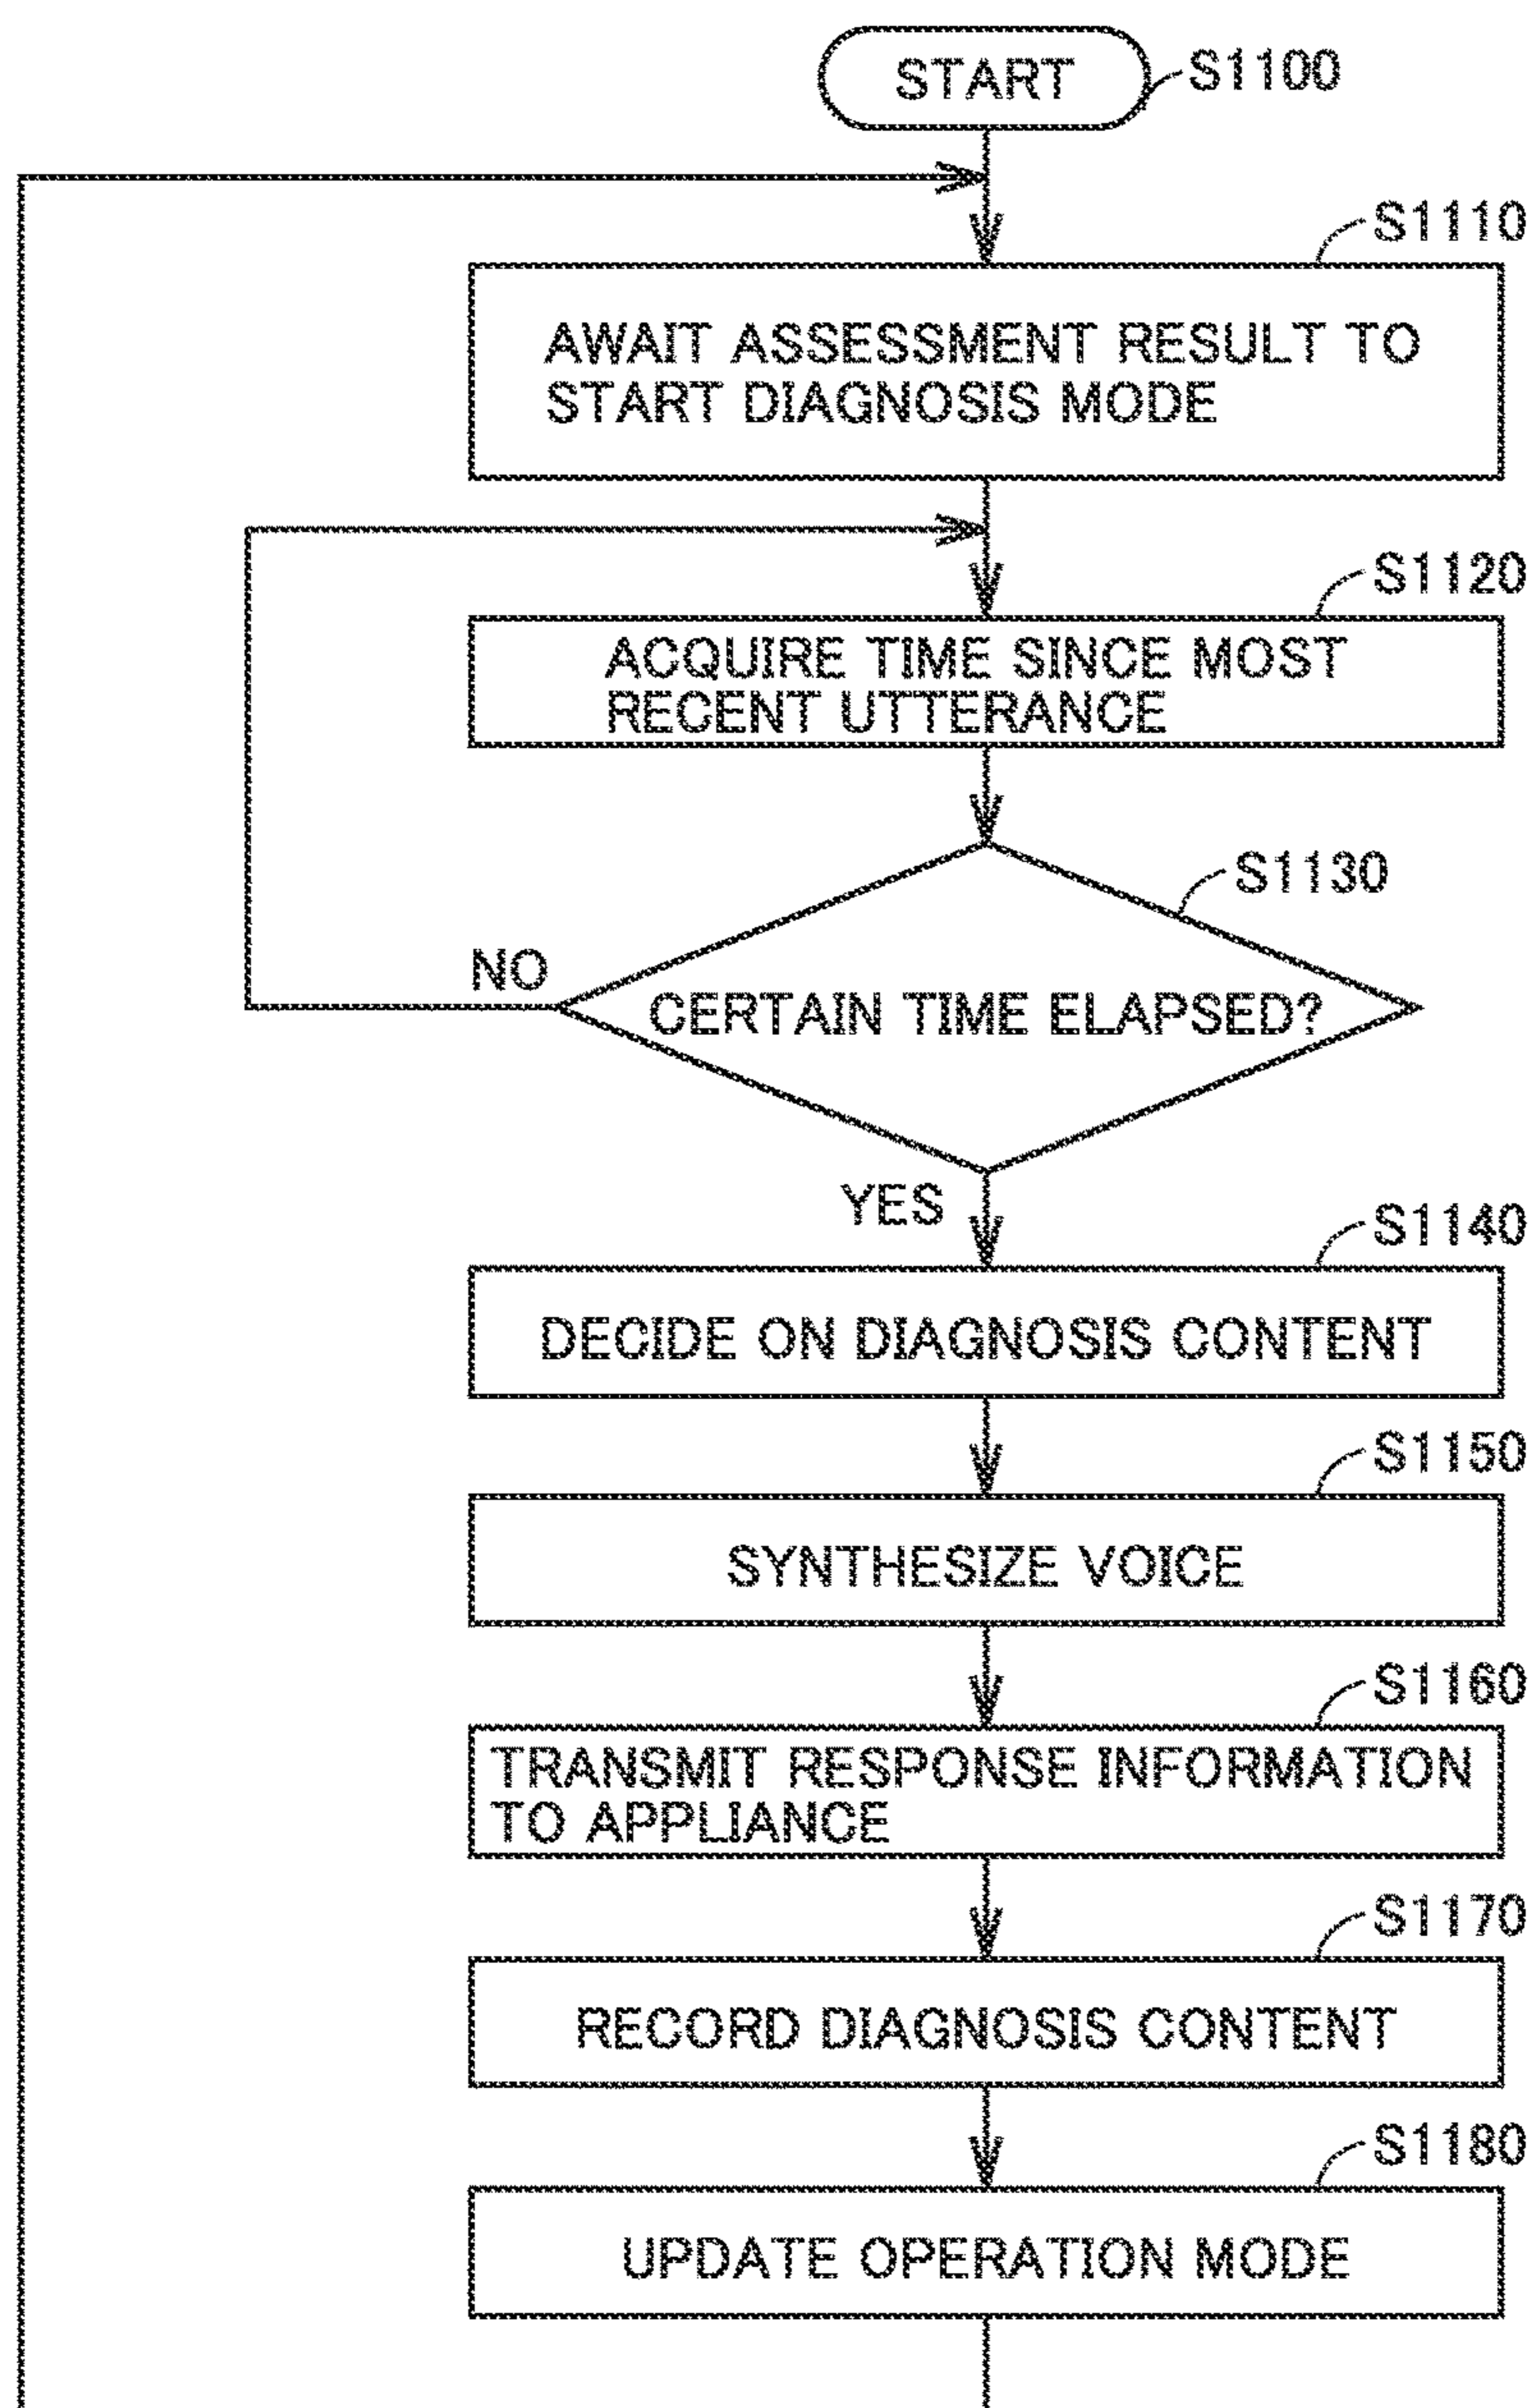 START
S1100
S1110
AWAIT ASSESSMENT RESULT TO
START DIAGNOSIS MODE
S1120
ACQUIRE TIME SINCE MOST
RECENT UTTERANCE
S1130
NO
CERTAIN TIME ELAPSED?
YES
S1140
DECIDE ON DIAGNOSIS CONTENT
S1150
SYNTHESIZE VOICE
S1160
TRANSMIT RESPONSE INFORMATION
TO APPLIANCE
S1170
RECORD DIAGNOSIS CONTENT
S1180
UPDATE OPERATION MODE